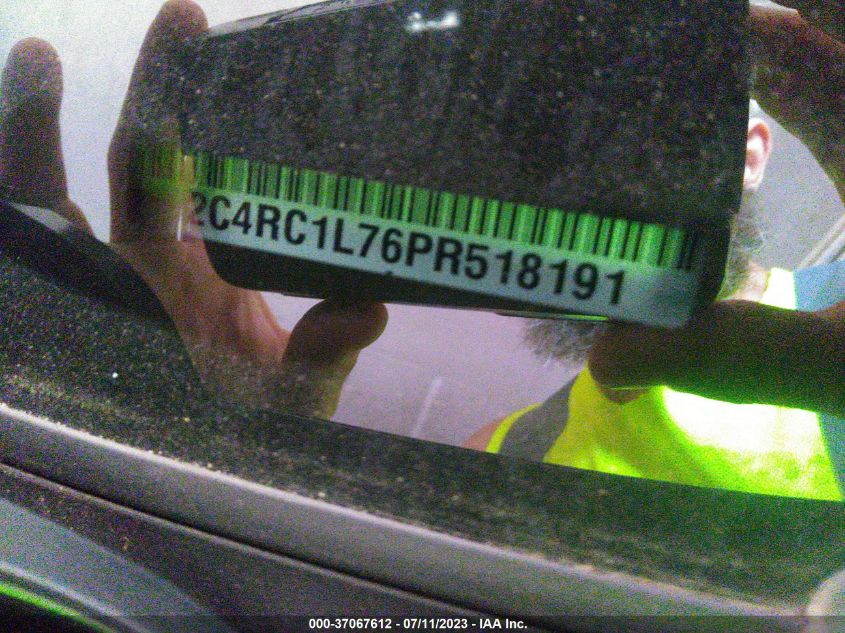 2C4RC1L76PR518191
000-37067612 - 07/11/2023 - IAA Inc.